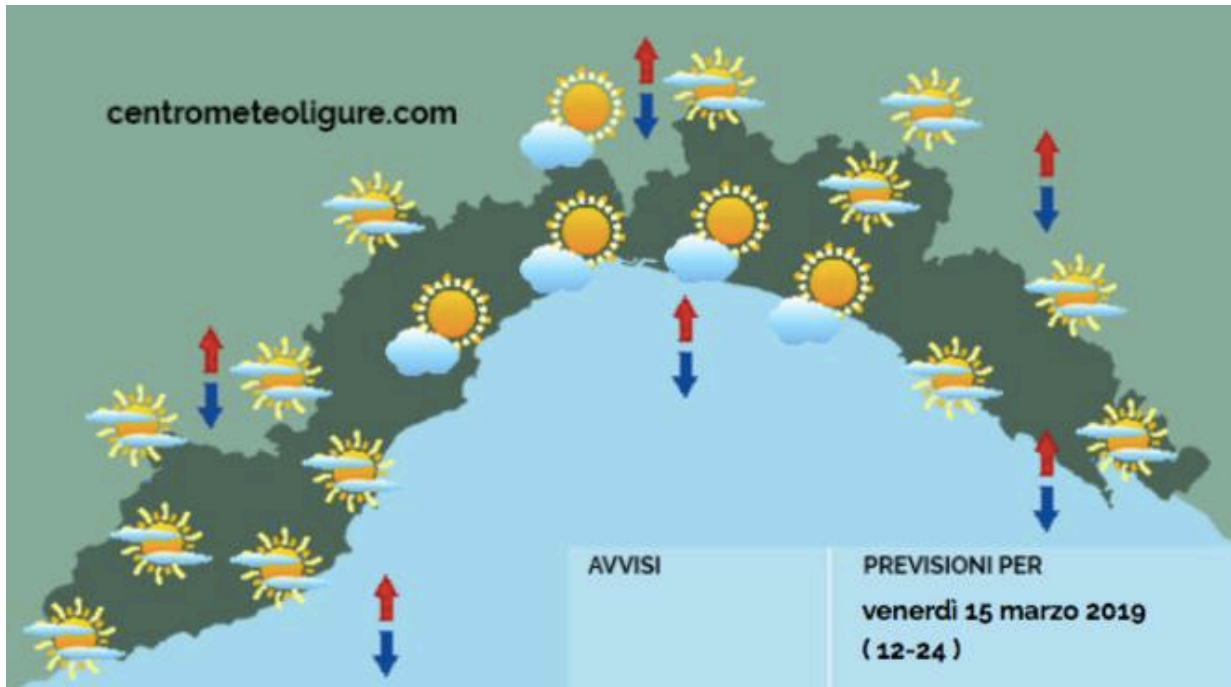 centrometeoligure.com
AVVISI
PREVISIONI PER
venerdì 15 marzo 2019
( 12-24 )